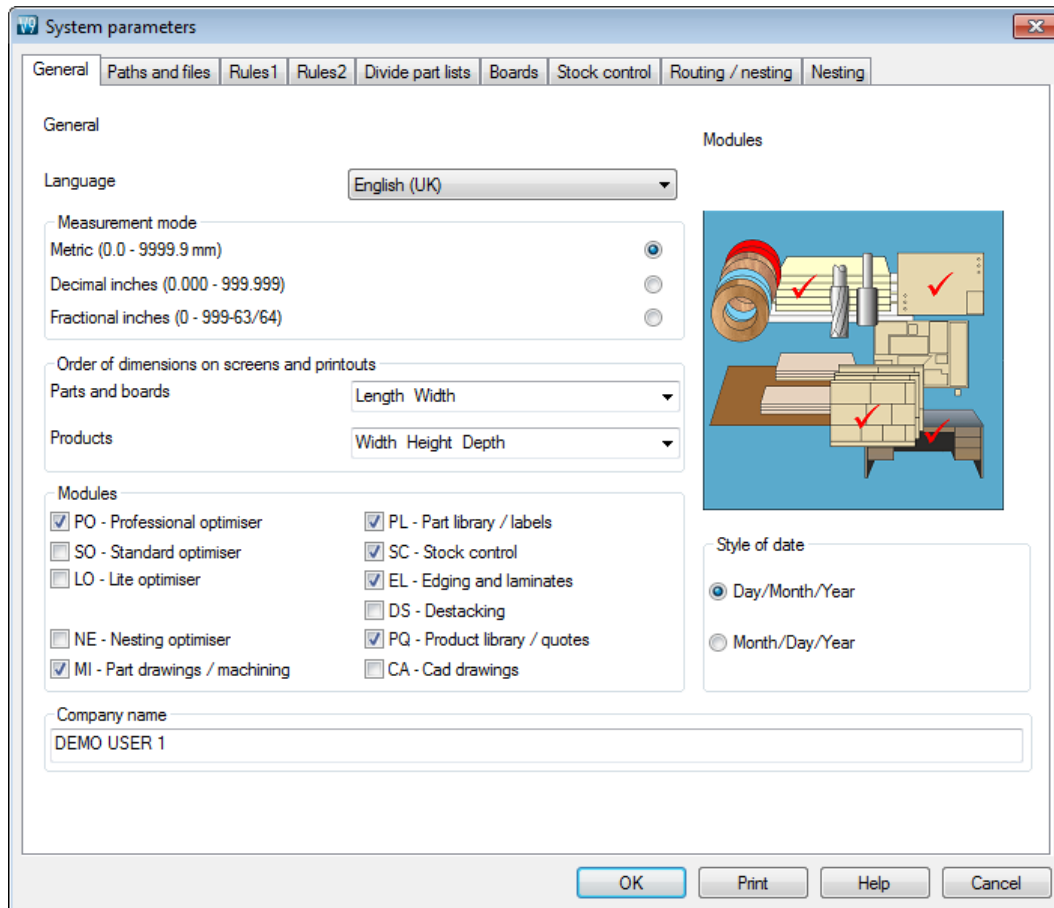 V9
System parameters
General
Paths and files
Rules1
Rules2
Divide part lists
Boards
Stock control
Routing / nesting
Nesting
General
Modules
Language
English (UK)
Measurement mode
Metric (0.0 - 9999.9 mm)
Decimal inches (0.000 - 999.999)
Fractional inches (0 - 999-63/64)
Order of dimensions on screens and printouts
Parts and boards
Length Width
Products
Width Height Depth
Modules
PO - Professional optimiser
PL - Part library / labels
SO - Standard optimiser
SC - Stock control
LO - Lite optimiser
EL - Edging and laminates
DS - Destacking
NE - Nesting optimiser
PQ - Product library / quotes
MI - Part drawings / machining
CA - Cad drawings
Style of date
Day/Month/Year
Month/Day/Year
Company name
DEMO USER 1
OK
Print
Help
Cancel